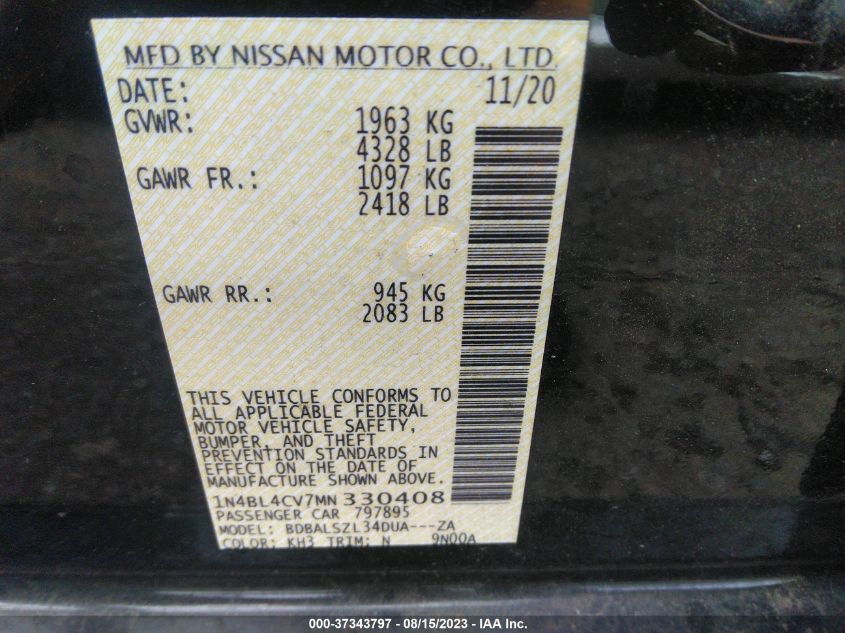 MFD BY NISSAN MOTOR CO., LTD.
DATE: 11/20
GVWR: 1963 KG
4328 LB
GAWR FR.: 1097 KG
2418 LB
GAWR RR.: 945 KG
2083 LB
THIS VEHICLE CONFORMS TO
ALL APPLICABLE FEDERAL
MOTOR VEHICLE SAFETY,
BUMPER, AND THEFT
PREVENTION STANDARDS IN
EFFECT ON THE DATE OF
MANUFACTURE SHOWN ABOVE.
1N4BL4CV7MN330408
PASSENGER CAR 797895
MODEL: BDBALSZL34DUA---ZA
COLOR: KH3 TRIM: N 9N00A
000-37343797 - 08/15/2023 - IAA Inc.